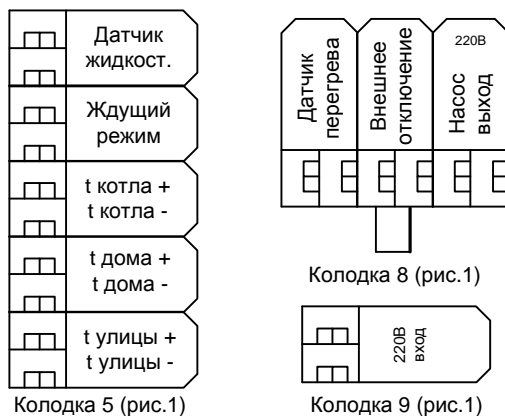 Датчик
жидкост.
Ждущий
режим
t котла +
t котла -
t дома +
t дома -
t улицы +
t улицы -
Колодка 5 (рис.1)
Датчик
перегрева
Внешнее
отключение
220В
Насос
выход
Колодка 8 (рис.1)
220В
вход
Колодка 9 (рис.1)